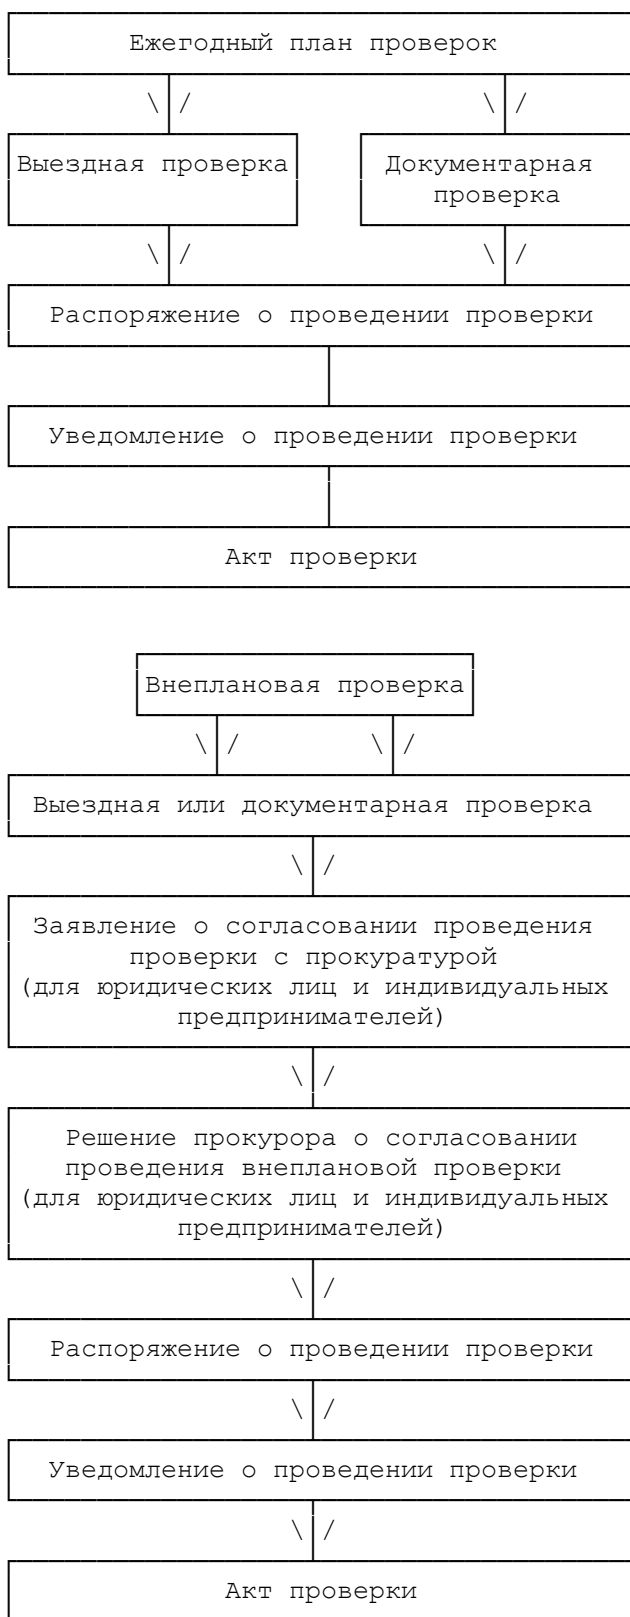 Ежегодный план проверок
Выездная проверка
Документарная
проверка
Распоряжение о проведении проверки
Уведомление о проведении проверки
Акт проверки
Внеплановая проверка
Выездная или документарная проверка
Заявление о согласовании проведения
проверки с прокуратурой
(для юридических лиц и индивидуальных
предпринимателей)
Решение прокурора о согласовании
проведения внеплановой проверки
(для юридических лиц и индивидуальных
предпринимателей)
Распоряжение о проведении проверки
Уведомление о проведении проверки
Акт проверки